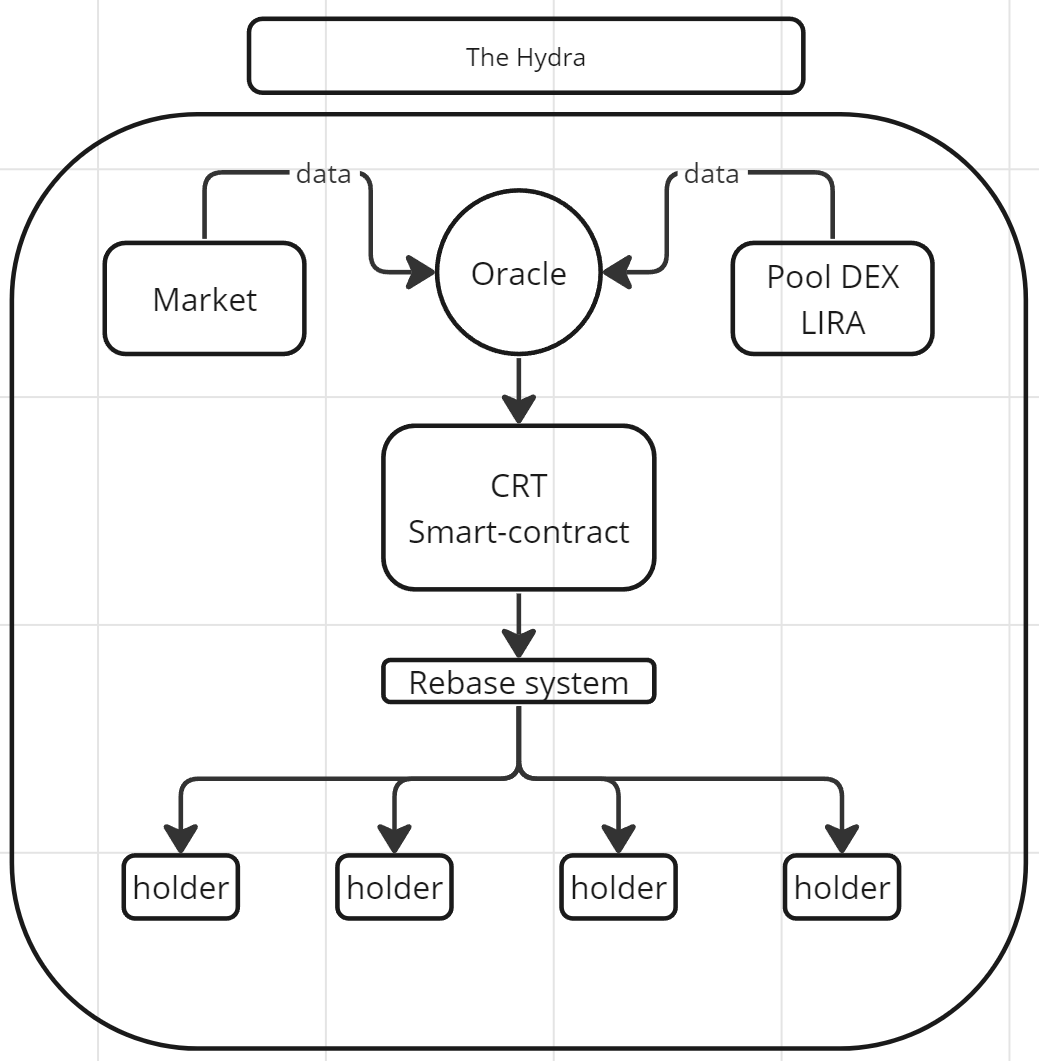 The Hydra
data
data
Market
Oracle
Pool DEX
LIRA
CRT
Smart-contract
Rebase system
holder
holder
holder
holder